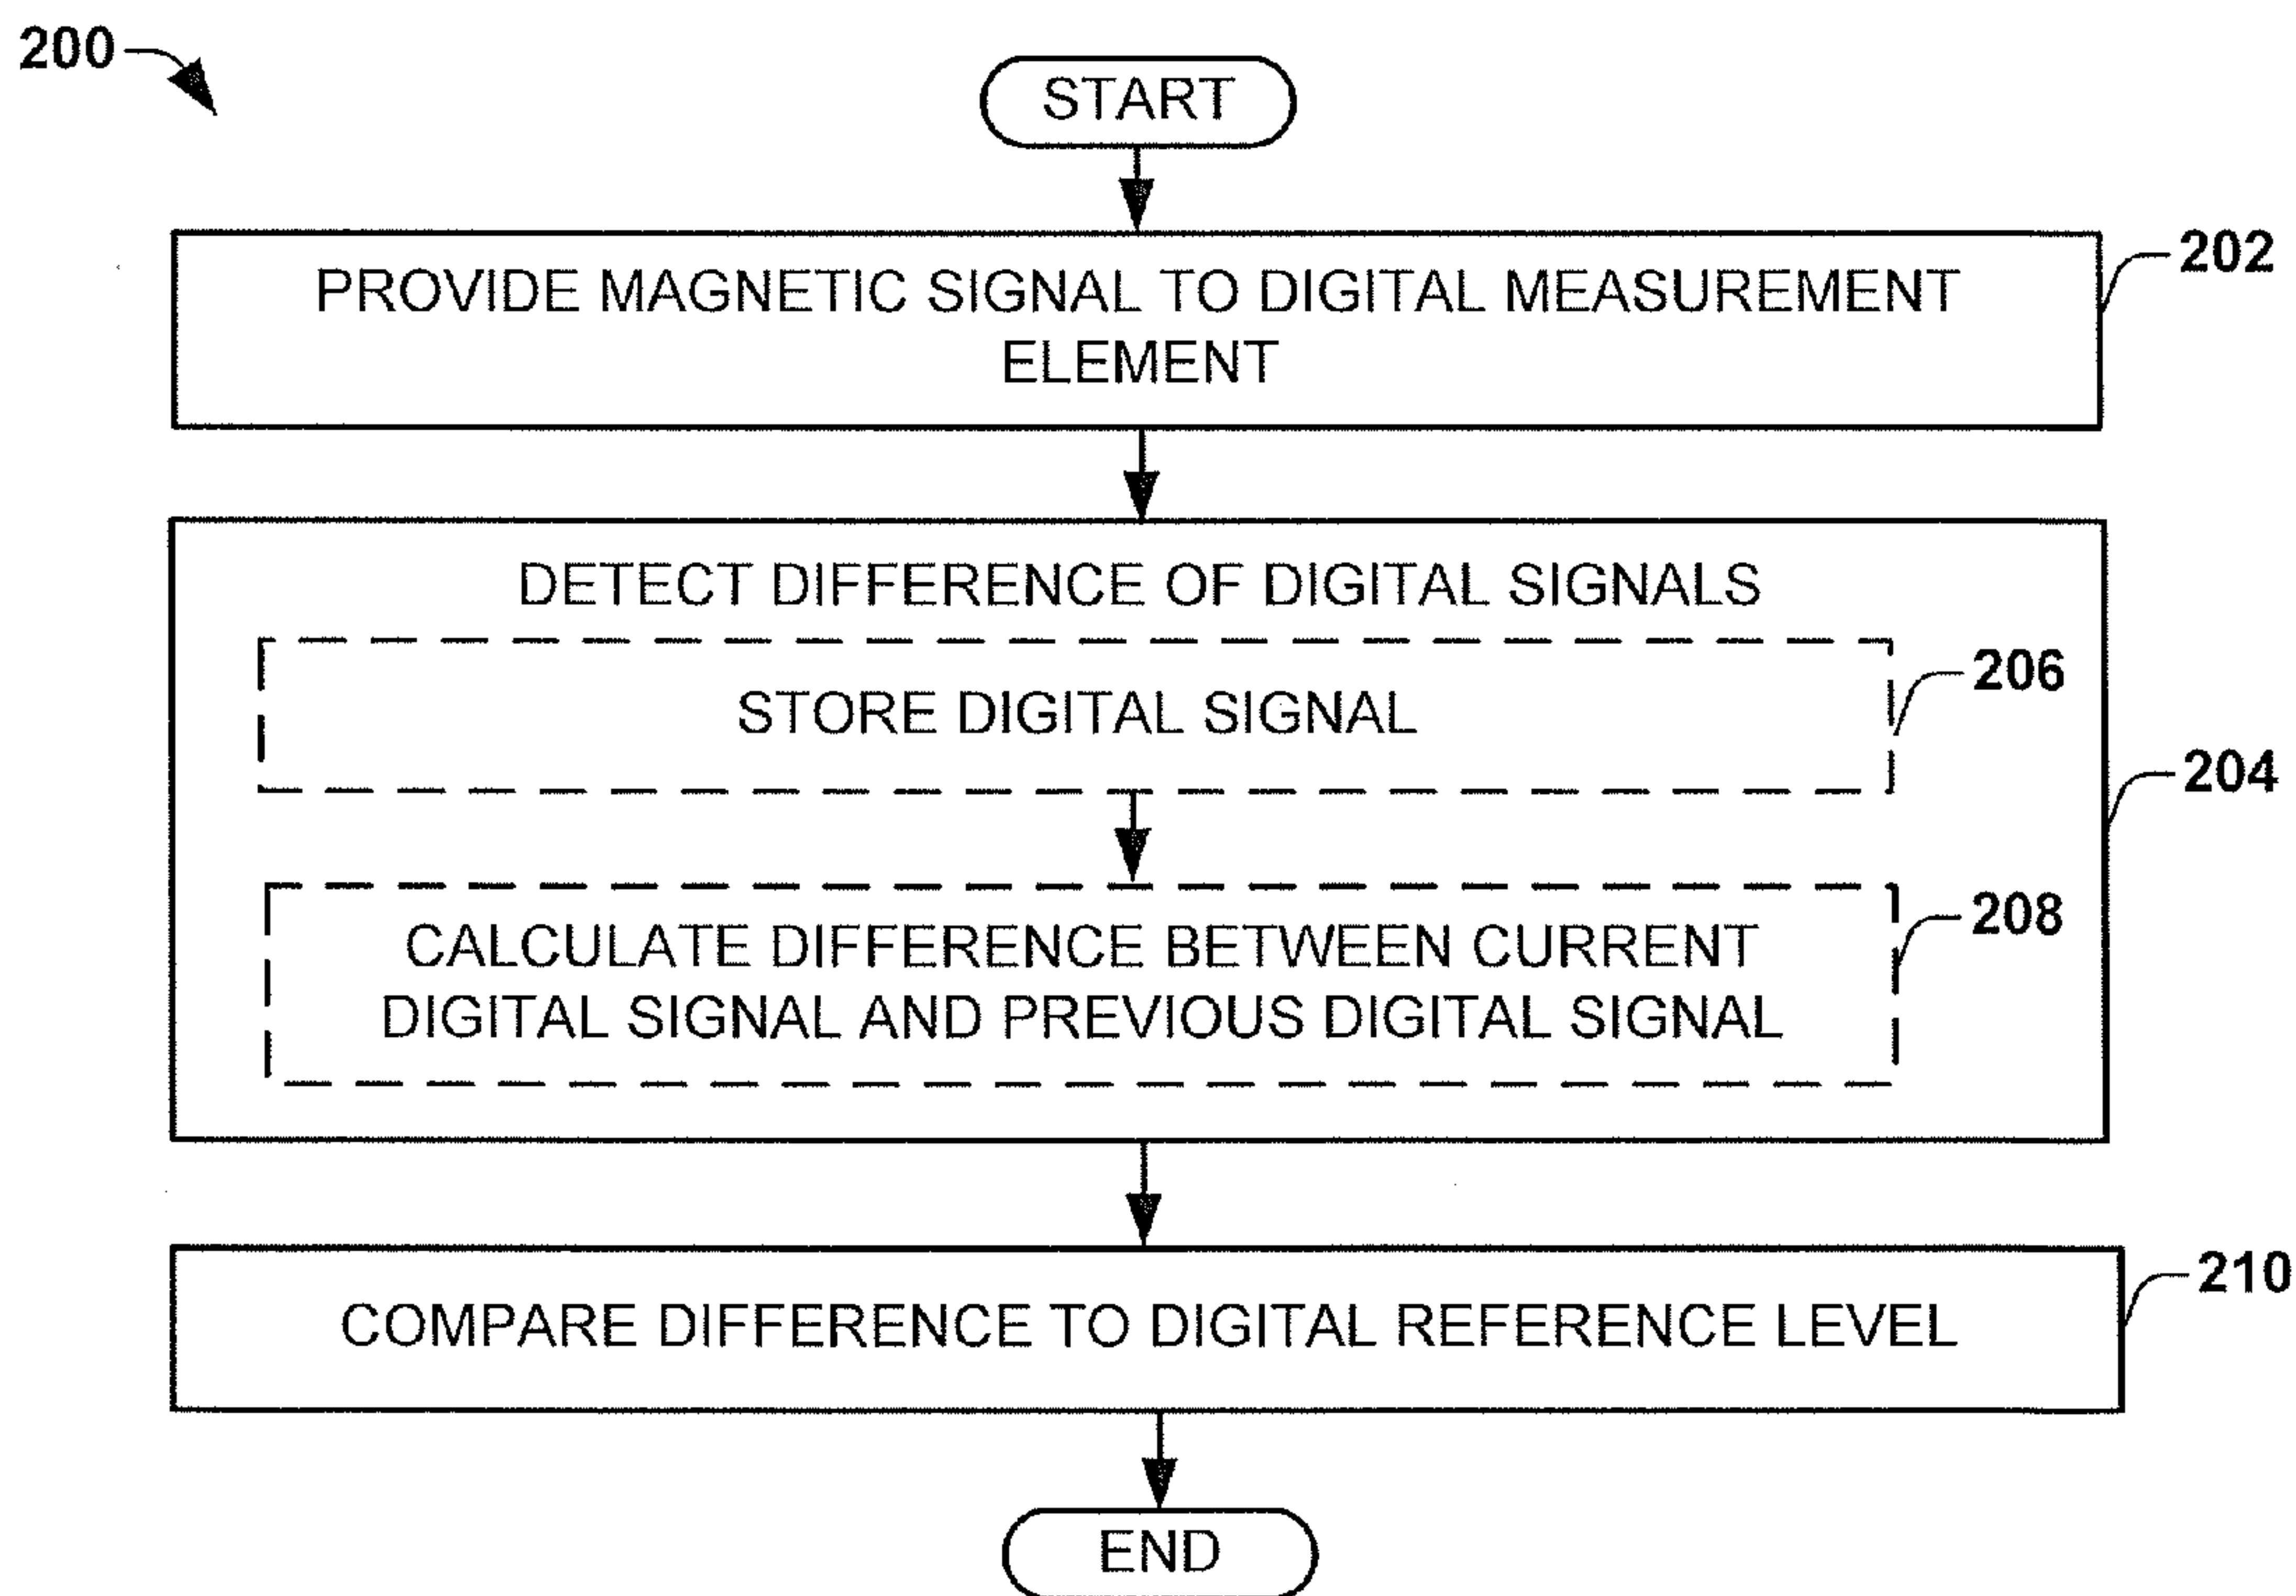 200
START
PROVIDE MAGNETIC SIGNAL TO DIGITAL MEASUREMENT
ELEMENT
202
DETECT DIFFERENCE OF DIGITAL SIGNALS
STORE DIGITAL SIGNAL
206
204
CALCULATE DIFFERENCE BETWEEN CURRENT
DIGITAL SIGNAL AND PREVIOUS DIGITAL SIGNAL
208
COMPARE DIFFERENCE TO DIGITAL REFERENCE LEVEL
210
END